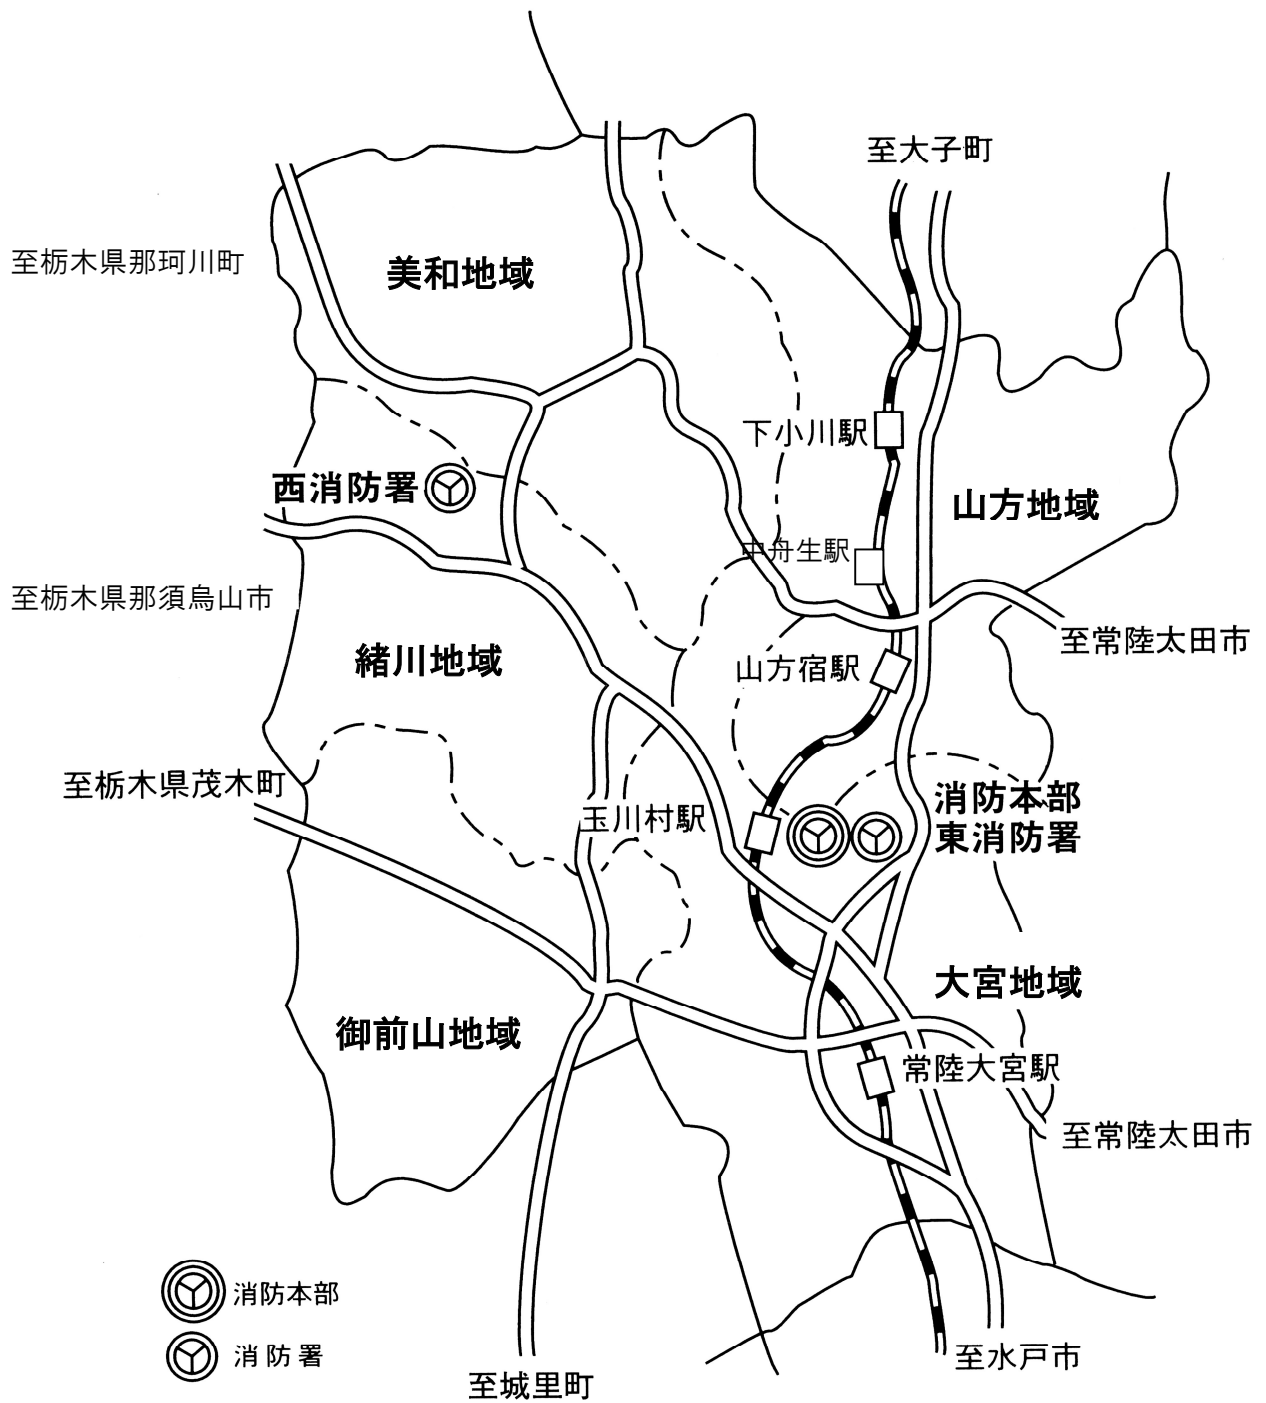 至大子町
至栃木県那珂川町
美和地域
下小川駅
西消防署
山方地域
中舟生駅
至栃木県那須烏山市
至常陸太田市
緒川地域
山方宿駅
至栃木県茂木町
玉川村駅
消防本部
東消防署
大宮地域
御前山地域
常陸大宮駅
至常陸太田市
消防本部
消防署
至水戸市
至城里町